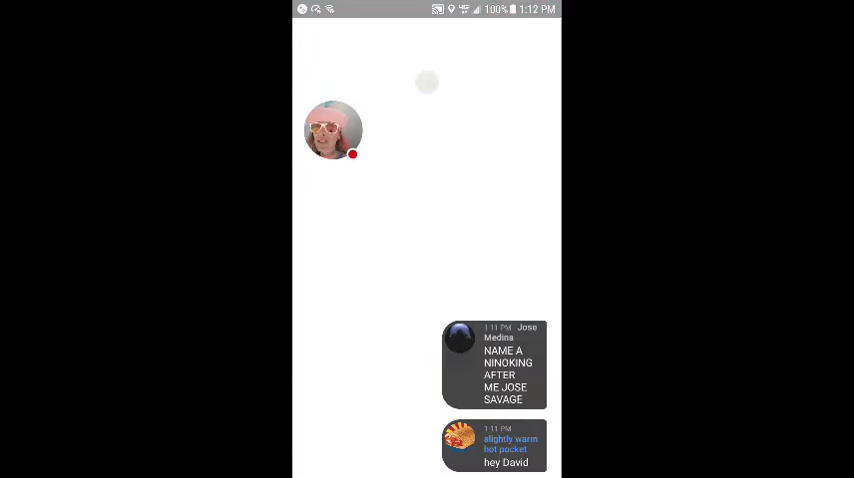 100% 1:12 PM
1:11 PM Jose
Medina
NAME A
NINOKING
AFTER
ME JOSE
SAVAGE
1:11 PM
slightly warm
hot pocket
hey David